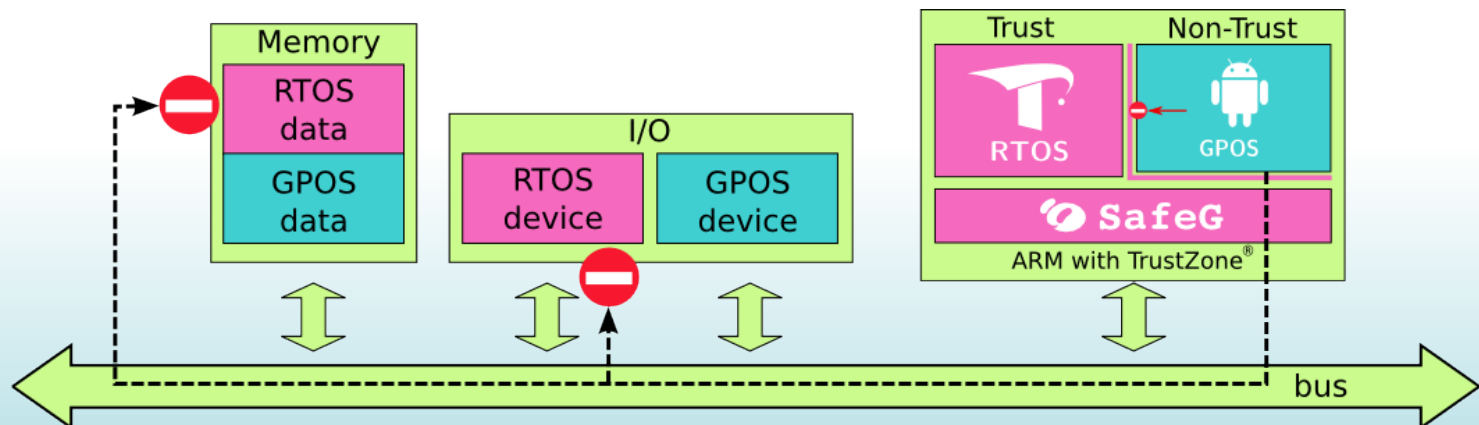 Memory
RTOS
data
GPOS
data
I/O
RTOS
device
GPOS
device
Trust
Non-Trust
RTOS
GPOS
SafeG
ARM with TrustZone®
bus